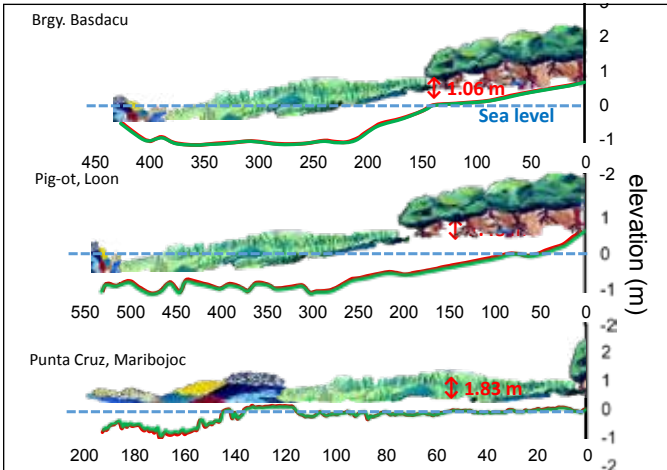 Brgy. Basdacu
3
2
1
1.06 m
0
Sea level
-1
450 400 350 300 250 200 150 100 50 0
Pig-ot, Loon
-2
1
0
-1
550 500 450 400 350 300 250 200 150 100 50 0
elevation (m)
-2
Punta Cruz, Maribojoc
2
1
1.83 m
0
-1
200 180 160 140 120 100 80 60 40 20 0
-2